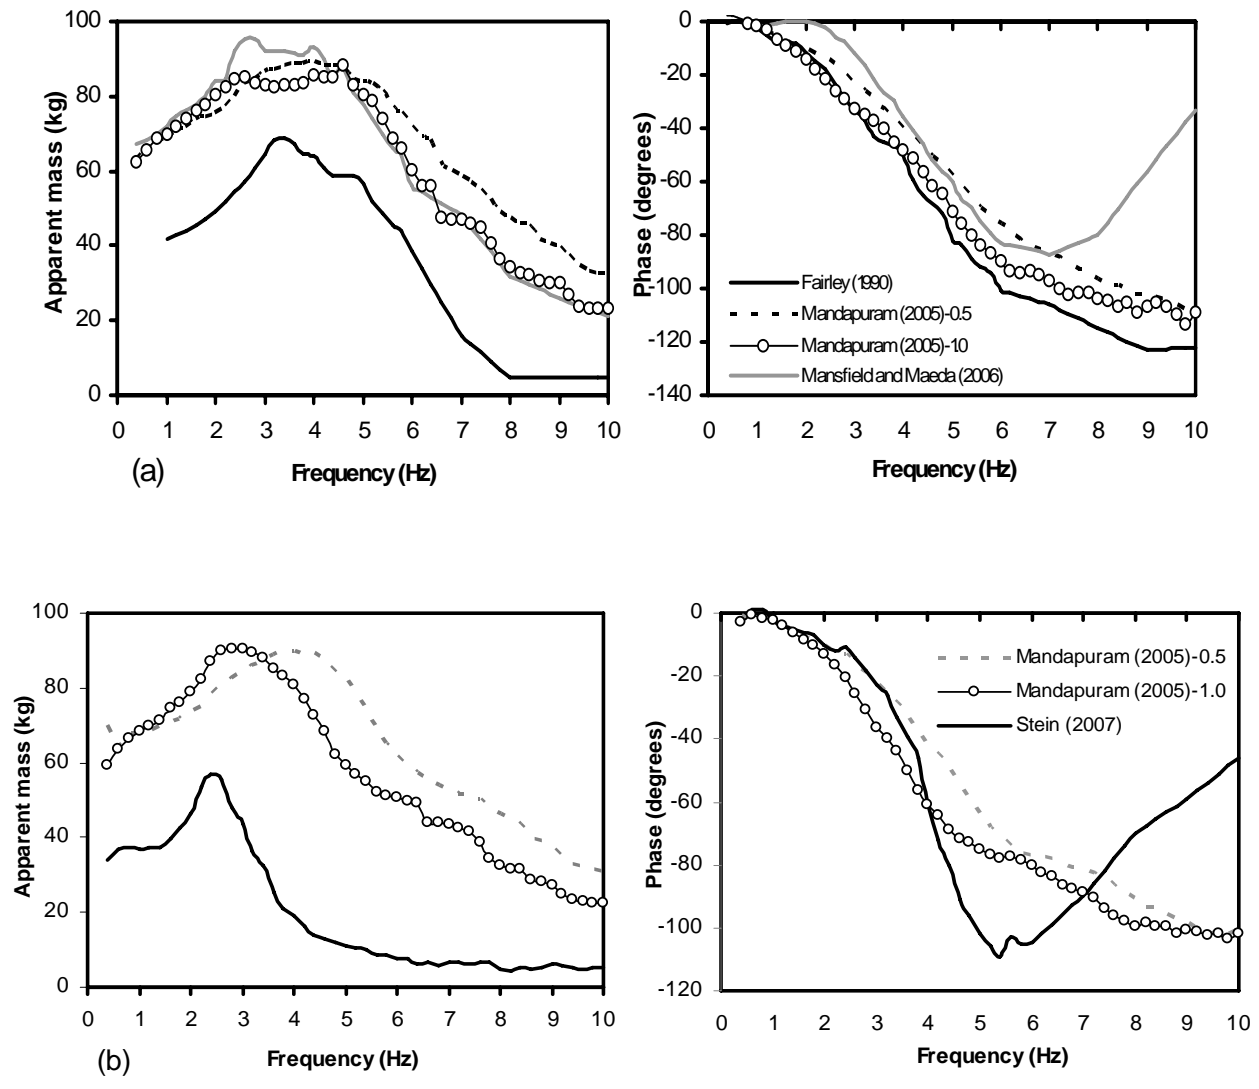 100
80
60
40
20
0
Apparent mass (kg)
0 1 2 3 4 5 6 7 8 9 10
Frequency (Hz)
(a)
0
-20
-40
-60
-80
-100
-120
-140
Phase (degrees)
Fairley (1990)
Mandapuram (2005)-0.5
Mandapuram (2005)-1.0
Mansfield and Maeda (2006)
0 1 2 3 4 5 6 7 8 9 10
Frequency (Hz)
100
80
60
40
20
0
Apparent mass (kg)
0 1 2 3 4 5 6 7 8 9 10
Frequency (Hz)
(b)
0
-20
-40
-60
-80
-100
-120
Phase (degrees)
Mandapuram (2005)-0.5
Mandapuram (2005)-1.0
Stein (2007)
0 1 2 3 4 5 6 7 8 9 10
Frequency (Hz)